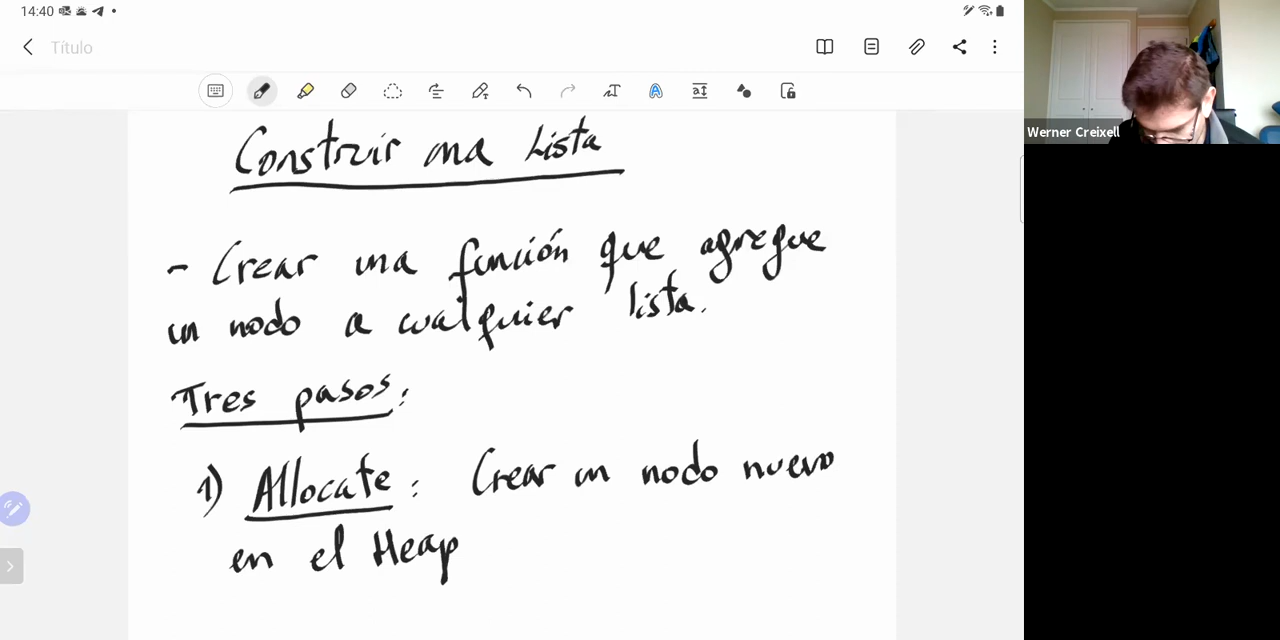 14:40
Título
Werner Creixell
Construir una Lista
- Crear una función que agregue
un nodo a cualquier lista.
Tres pasos:
1) Allocate: Crear un nodo nuevo
en el Heap